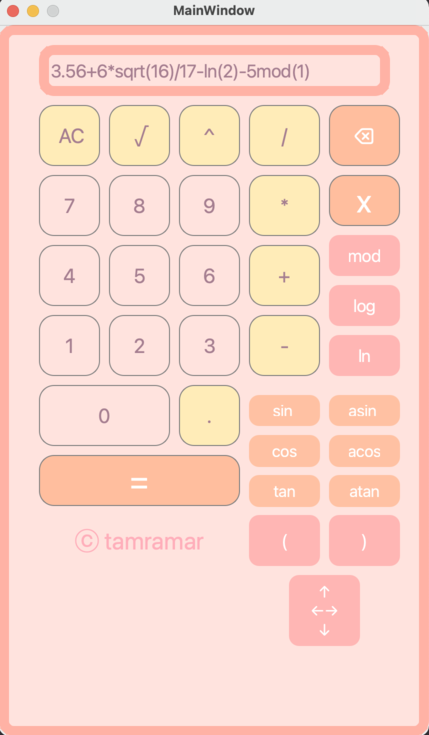 MainWindow
3.56+6*sqrt(16)/17-ln(2)-5mod(1)
AC √ ^ / ⌫
7 8 9 * X
4 5 6 + mod
log
1 2 3 - ln
0 . sin asin
cos acos
= tan atan
ⓒ tamramar ( )
↑
←→
↓